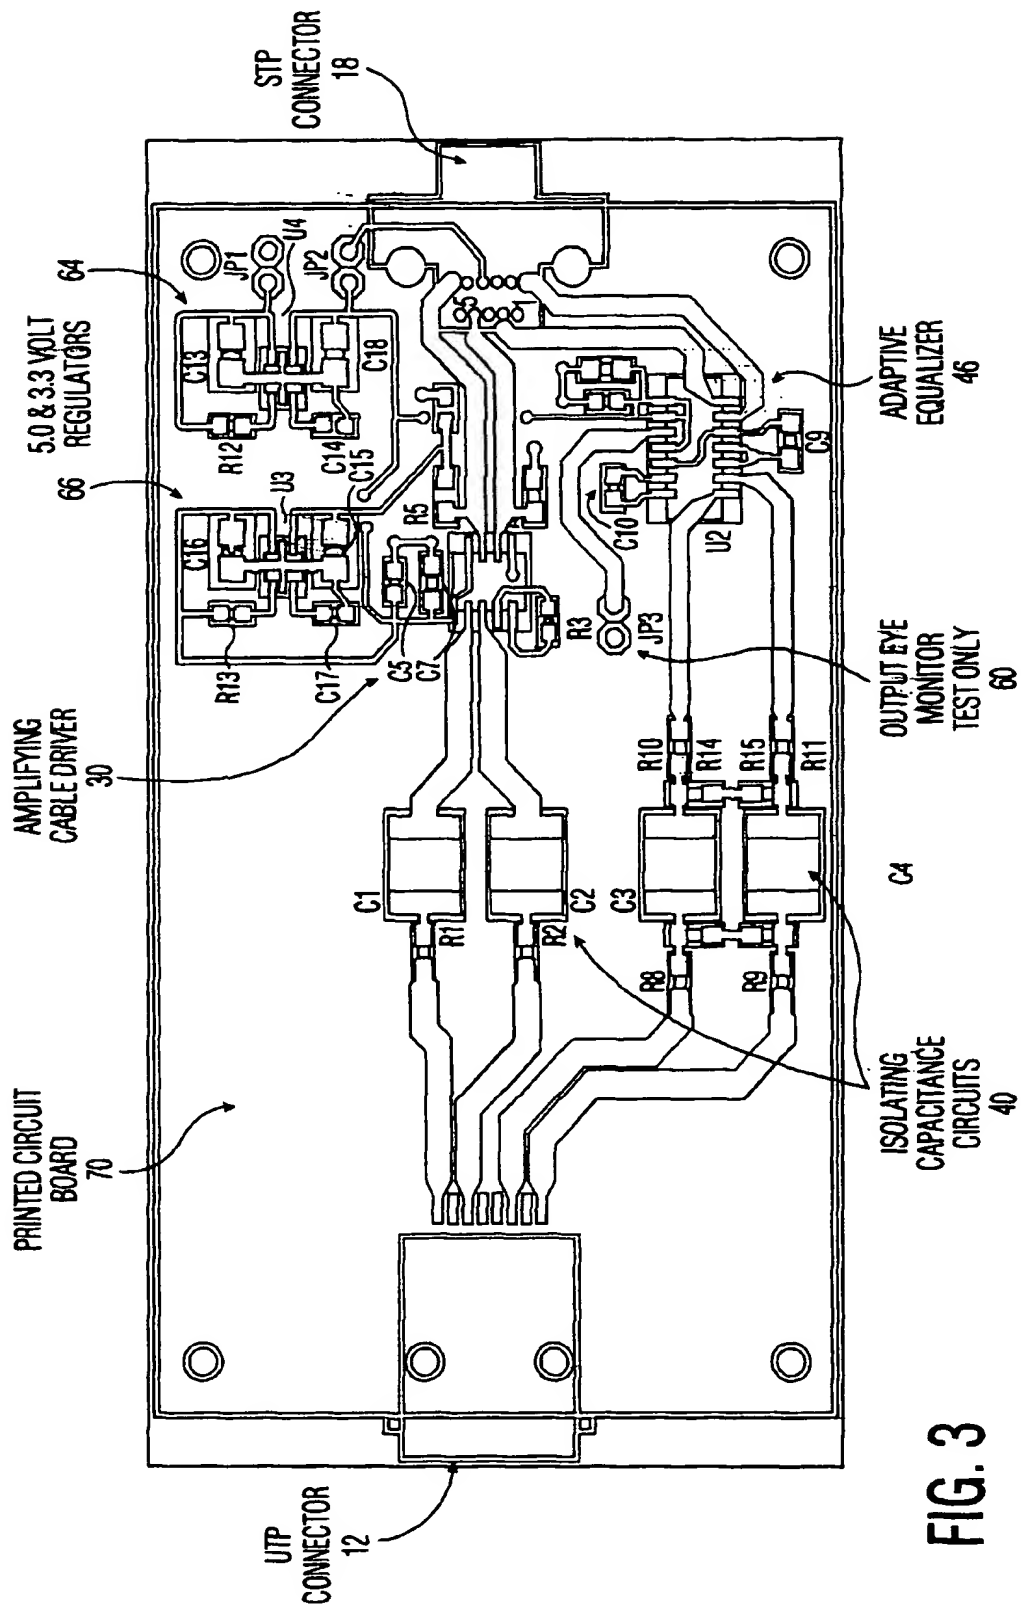 PRINTED CIRCUIT
BOARD
70
AMPLIFYING
CABLE DRIVER
30
66
5.0 & 3.3 VOLT
REGULATORS
64
STP
CONNECTOR
18
R13
C16
U3
C17
R12
C13
U4
JP1
C14
C15
C18
JP2
C5
C7
R5
5
1
R3
JP3
C10
U2
C9
C1
R1
C2
R2
C3
R8
R9
R10
R14
R15
R11
C4
UTP
CONNECTOR
12
ISOLATING
CAPACITANCE
CIRCUITS
40
OUTPUT EYE
MONITOR
TEST ONLY
60
ADAPTIVE
EQUALIZER
46
FIG. 3